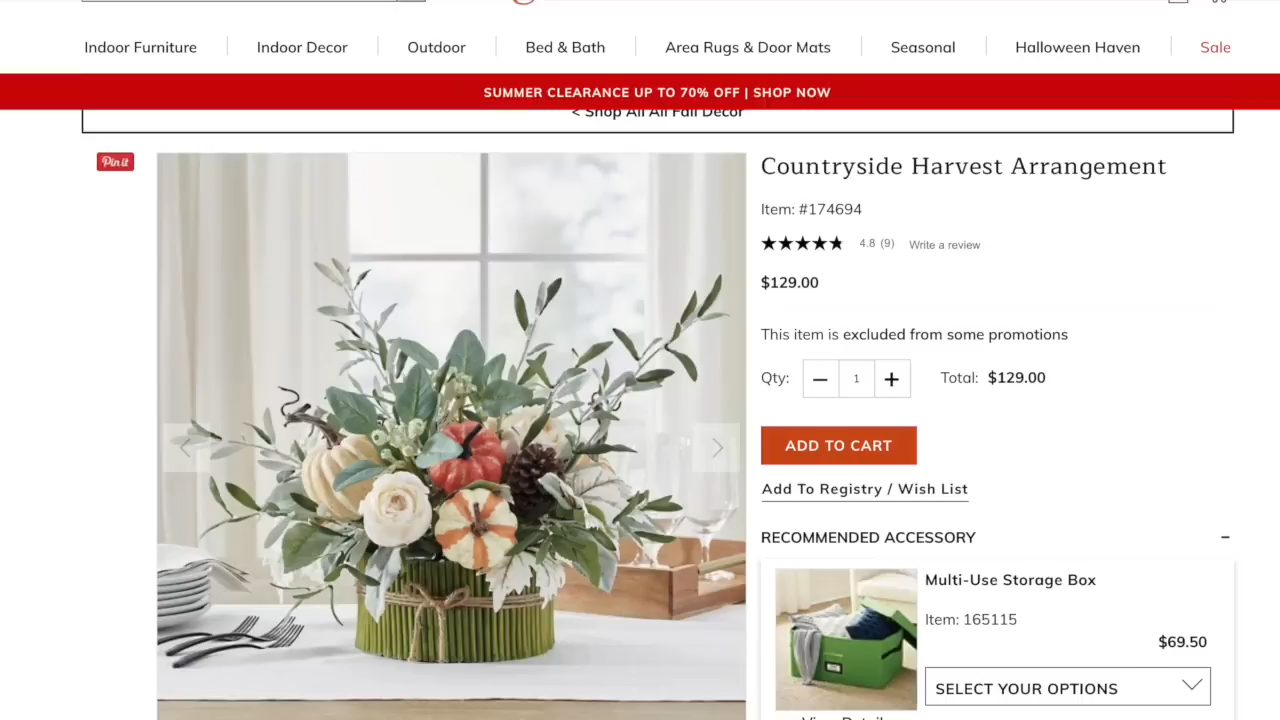 Indoor Furniture
Indoor Decor
Outdoor
Bed & Bath
Area Rugs & Door Mats
Seasonal
Halloween Haven
Sale
SUMMER CLEARANCE UP TO 70% OFF | SHOP NOW
< Shop All All Fall Decor
Pin it
Countryside Harvest Arrangement
Item: #174694
4.8 (9) Write a review
$129.00
This item is excluded from some promotions
Qty: − 1 + Total: $129.00
ADD TO CART
Add To Registry / Wish List
RECOMMENDED ACCESSORY −
Multi-Use Storage Box
Item: 165115
$69.50
SELECT YOUR OPTIONS